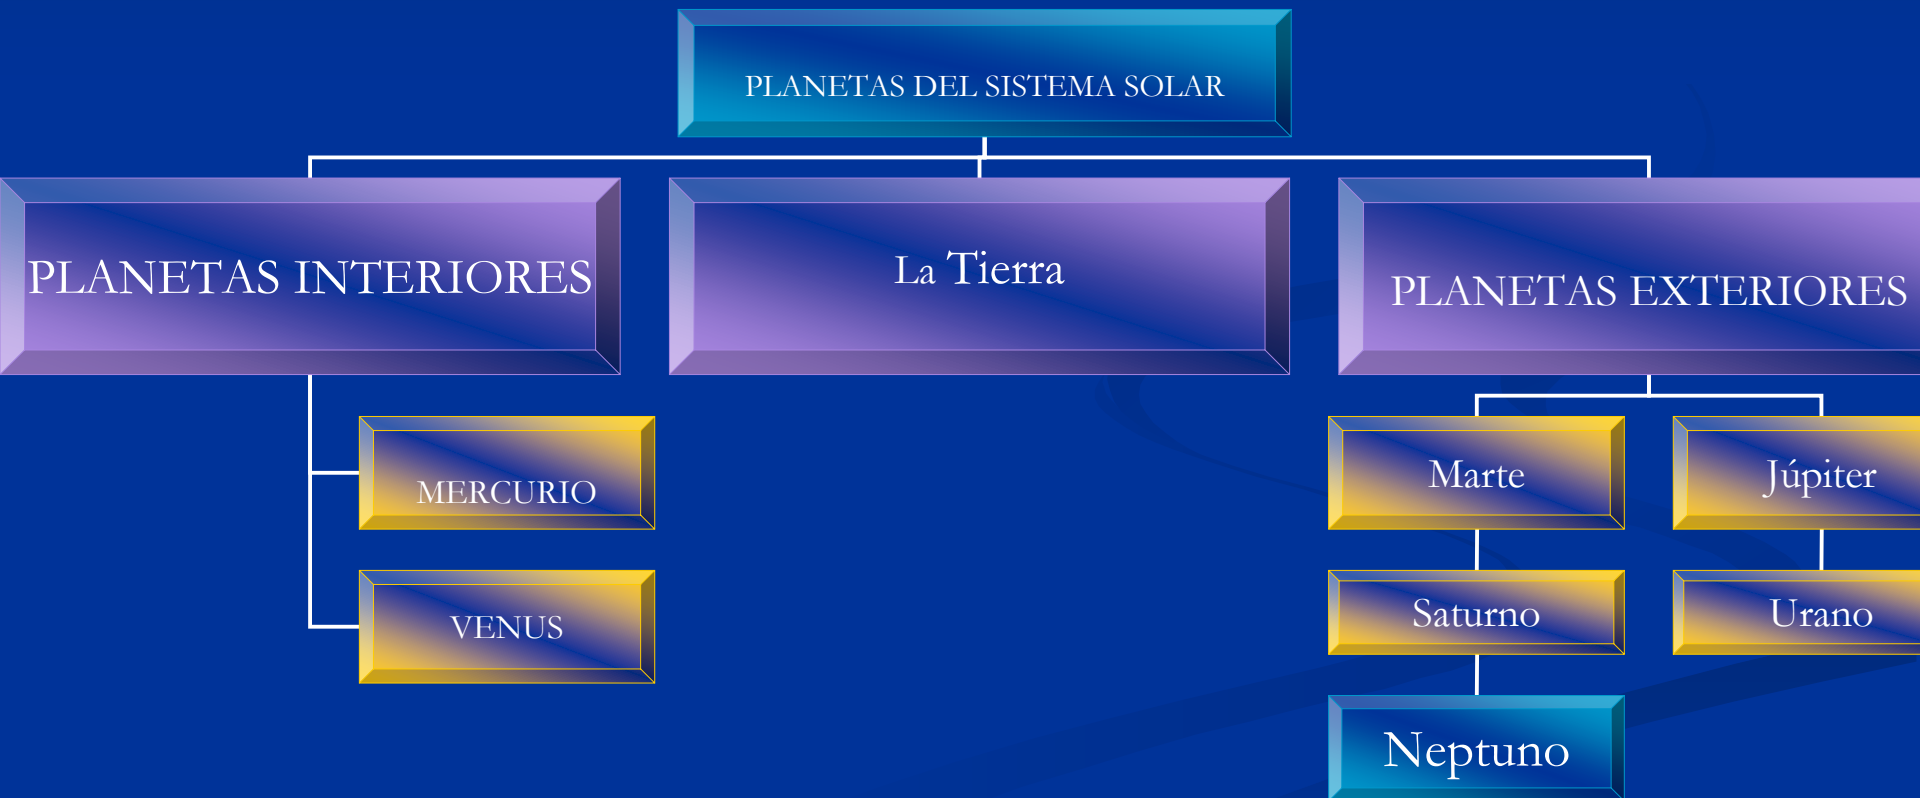 PLANETAS DEL SISTEMA SOLAR
PLANETAS INTERIORES
La Tierra
PLANETAS EXTERIORES
MERCURIO
VENUS
Marte
Júpiter
Saturno
Urano
Neptuno